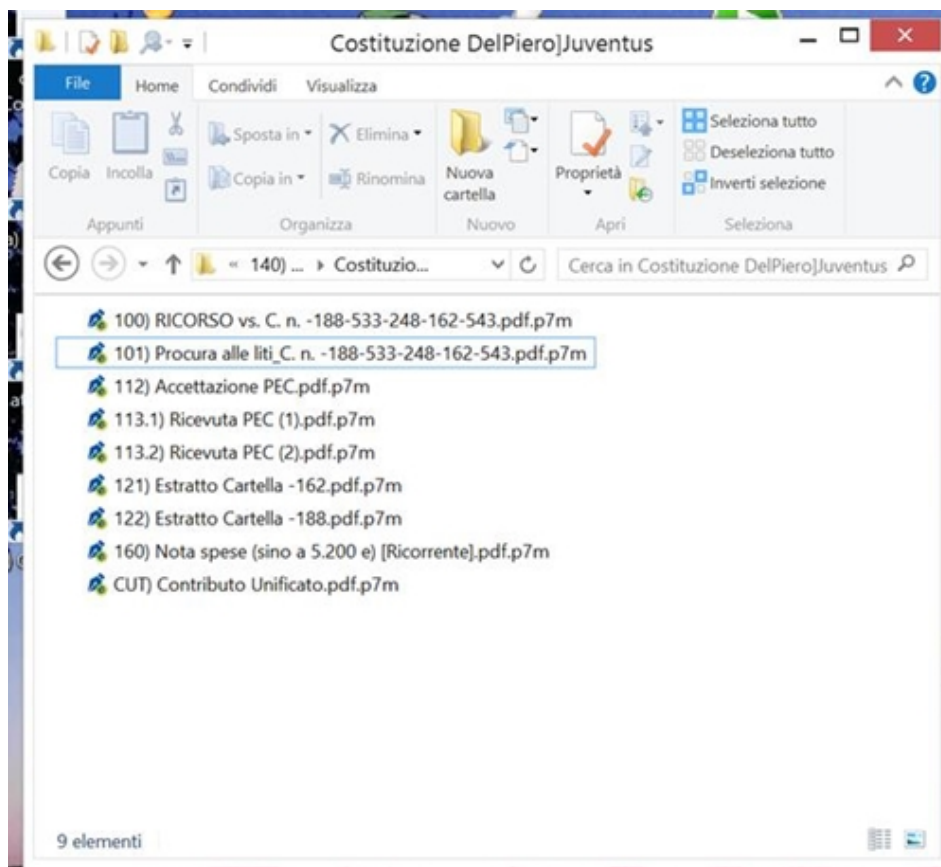 Costituzione DelPiero]Juventus
File Home Condividi Visualizza
Copia
Incolla
Sposta in
Copia in
Elimina
Rinomina
Nuova
cartella
Proprietà
Seleziona tutto
Deseleziona tutto
Inverti selezione
Appunti Organizza Nuovo Apri Seleziona
« 140) ... Costituzio... Cerca in Costituzione DelPiero]Juventus
100) RICORSO vs. C. n. -188-533-248-162-543.pdf.p7m
101) Procura alle liti_C. n. -188-533-248-162-543.pdf.p7m
112) Accettazione PEC.pdf.p7m
113.1) Ricevuta PEC (1).pdf.p7m
113.2) Ricevuta PEC (2).pdf.p7m
121) Estratto Cartella -162.pdf.p7m
122) Estratto Cartella -188.pdf.p7m
160) Nota spese (sino a 5.200 e) [Ricorrente].pdf.p7m
CUT) Contributo Unificato.pdf.p7m
9 elementi